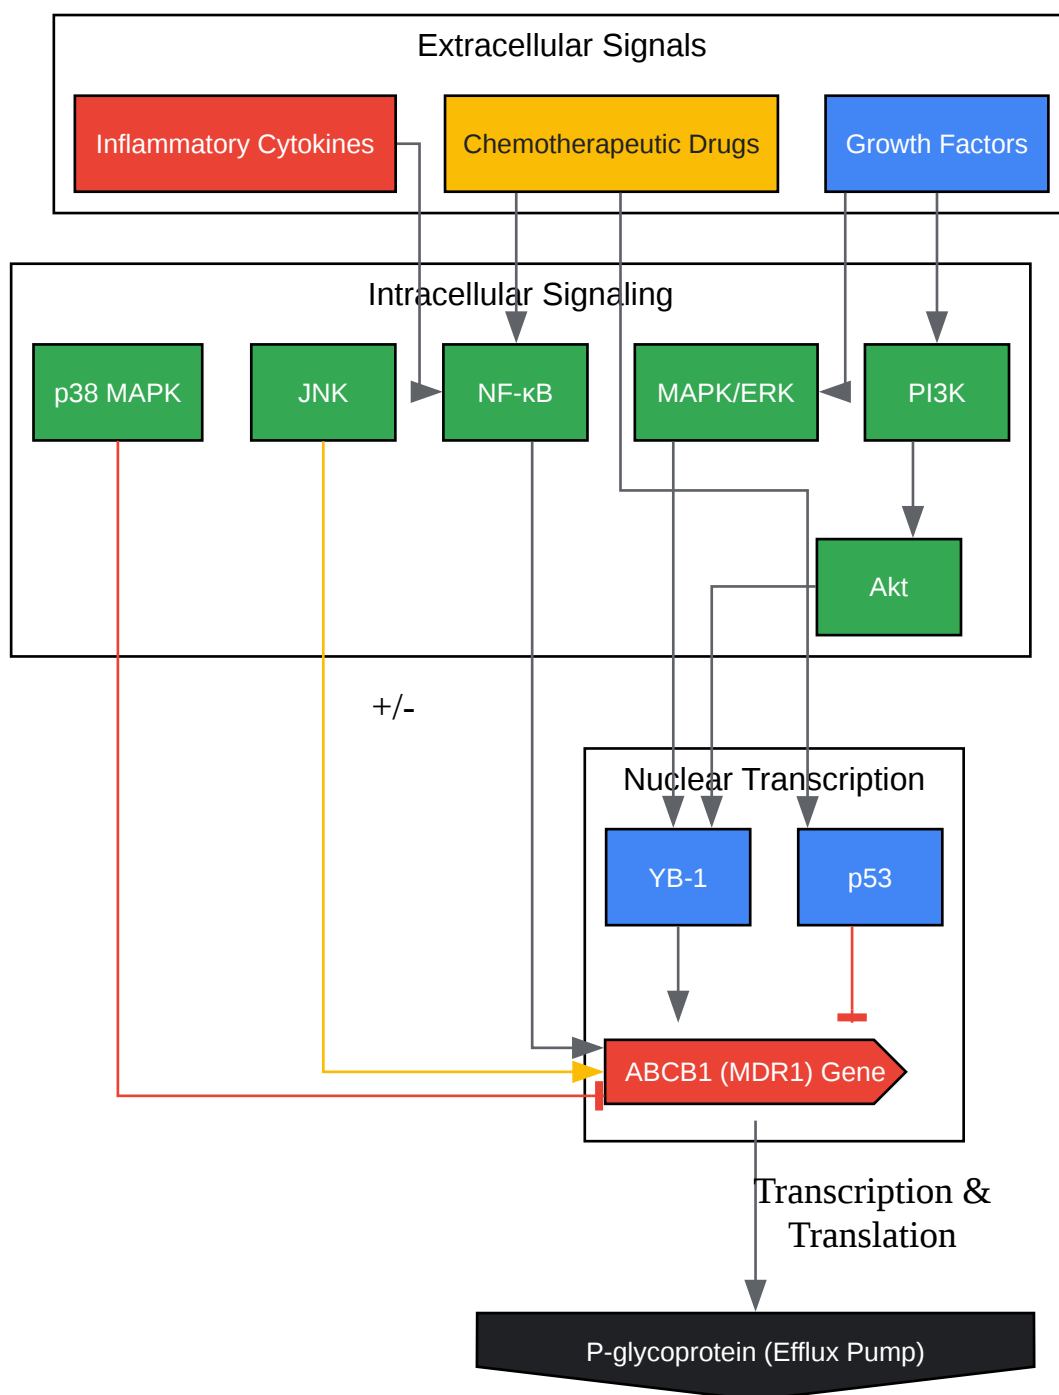 Extracellular Signals
Inflammatory Cytokines
Chemotherapeutic Drugs
Growth Factors
Intracellular Signaling
p38 MAPK
JNK
NF-κB
MAPK/ERK
PI3K
Akt
+/-
Nuclear Transcription
YB-1
p53
ABCB1 (MDR1) Gene
Transcription &
Translation
P-glycoprotein (Efflux Pump)